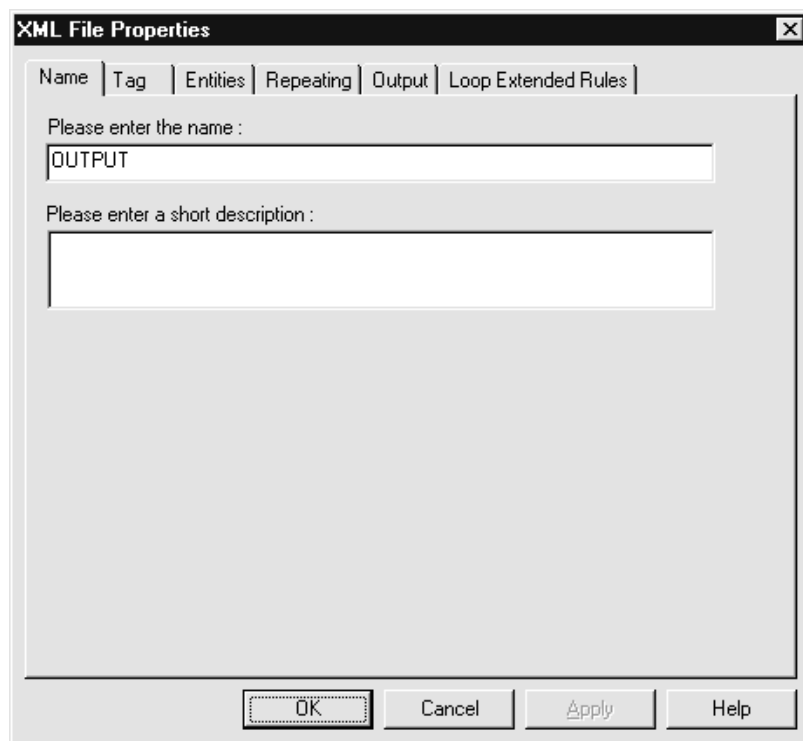 XML File Properties
Name Tag Entities Repeating Output Loop Extended Rules
Please enter the name :
OUTPUT
Please enter a short description :
OK Cancel Apply Help